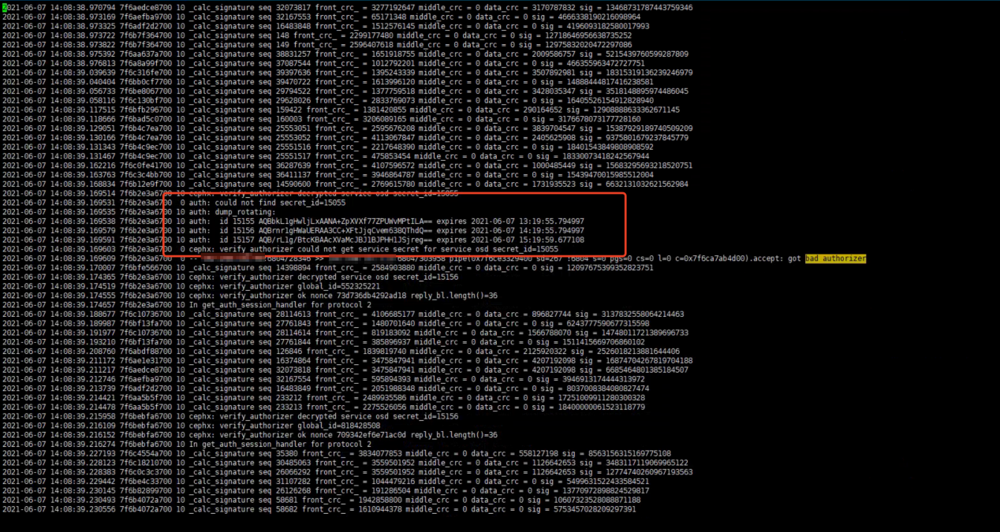 2021-06-07 14:08:38.970794 7f6aedce8700 10 _calc_signature seq 32073817 front_crc_ = 3277192647 middle_crc = 0 data_crc = 3170787832 sig = 13468731787443759346
2021-06-07 14:08:38.973169 7f6aefba9700 10 _calc_signature seq 32167553 front_crc_ = 65171348 middle_crc = 0 data_crc = 0 sig = 4666338190216098964
2021-06-07 14:08:38.973325 7f6adf2d2700 10 _calc_signature seq 16483848 front_crc_ = 1512576145 middle_crc = 0 data_crc = 0 sig = 4196093182580017993
2021-06-07 14:08:38.973722 7f6b7f364700 10 _calc_signature seq 148 front_crc_ = 2299177480 middle_crc = 0 data_crc = 0 sig = 12718646956638735252
2021-06-07 14:08:38.973822 7f6b7f364700 10 _calc_signature seq 149 front_crc_ = 2596407618 middle_crc = 0 data_crc = 0 sig = 12975832020472297086
2021-06-07 14:08:38.975392 7f6aa637a700 10 _calc_signature seq 38831257 front_crc_ = 1651918755 middle_crc = 0 data_crc = 2009586757 sig = 5215439760599287809
2021-06-07 14:08:38.976813 7f6a8a99f700 10 _calc_signature seq 37087544 front_crc_ = 1012792201 middle_crc = 0 data_crc = 0 sig = 466355963472727751
2021-06-07 14:08:39.039639 7f6c316fe700 10 _calc_signature seq 39397636 front_crc_ = 1395243339 middle_crc = 0 data_crc = 3507892981 sig = 18315319136239246979
2021-06-07 14:08:39.040404 7f6bb0cf7700 10 _calc_signature seq 39470722 front_crc_ = 1613996120 middle_crc = 0 data_crc = 0 sig = 14888444817416238581
2021-06-07 14:08:39.056733 7f6be8067700 10 _calc_signature seq 29794522 front_crc_ = 1377759518 middle_crc = 0 data_crc = 3428035347 sig = 3518148895974486045
2021-06-07 14:08:39.058116 7f6c130bf700 10 _calc_signature seq 29628026 front_crc_ = 2833769073 middle_crc = 0 data_crc = 0 sig = 16405526154912828940
2021-06-07 14:08:39.117515 7f6bfb296700 10 _calc_signature seq 159422 front_crc_ = 1381420855 middle_crc = 0 data_crc = 290164652 sig = 12908888633362671145
2021-06-07 14:08:39.118666 7f6bad5c0700 10 _calc_signature seq 160003 front_crc_ = 3206089165 middle_crc = 0 data_crc = 0 sig = 3176678073177728160
2021-06-07 14:08:39.129051 7f6b4c7ea700 10 _calc_signature seq 25553051 front_crc_ = 2595676208 middle_crc = 0 data_crc = 3839704547 sig = 15387929189740509209
2021-06-07 14:08:39.130166 7f6b4c7ea700 10 _calc_signature seq 25553052 front_crc_ = 4113067847 middle_crc = 0 data_crc = 2405625908 sig = 9375801679237845779
2021-06-07 14:08:39.131343 7f6b4c9ec700 10 _calc_signature seq 25551516 front_crc_ = 2217648390 middle_crc = 0 data_crc = 0 sig = 18401543849808908592
2021-06-07 14:08:39.131467 7f6b4c9ec700 10 _calc_signature seq 25551517 front_crc_ = 475853454 middle_crc = 0 data_crc = 0 sig = 18330073418242567944
2021-06-07 14:08:39.162216 7f6c0fe41700 10 _calc_signature seq 36287639 front_crc_ = 4107596572 middle_crc = 0 data_crc = 1000485449 sig = 15683295693218520751
2021-06-07 14:08:39.163763 7f6c3c4bb700 10 _calc_signature seq 36411137 front_crc_ = 3946864787 middle_crc = 0 data_crc = 0 sig = 15439470015985512004
2021-06-07 14:08:39.168834 7f6b12e9f700 10 _calc_signature seq 14590600 front_crc_ = 2769615780 middle_crc = 0 data_crc = 1731935523 sig = 6632131032621562984
2021-06-07 14:08:39.169514 7f6b2e3a6700 10 cephx: verify_authorizer decrypted service osd secret_id=15055
2021-06-07 14:08:39.169531 7f6b2e3a6700 0 auth: could not find secret_id=15055
2021-06-07 14:08:39.169535 7f6b2e3a6700 10 auth: dump_rotating:
2021-06-07 14:08:39.169538 7f6b2e3a6700 10 auth: id 15155 AQBbkL1gHwljLxAANA+ZpXVXf77ZPUWvMPtILA== expires 2021-06-07 13:19:55.794997
2021-06-07 14:08:39.169579 7f6b2e3a6700 10 auth: id 15156 AQBrnr1gHWaUERAA3CC+XFtJjqCvem638QThdQ== expires 2021-06-07 14:19:55.794997
2021-06-07 14:08:39.169591 7f6b2e3a6700 10 auth: id 15157 AQB/rL1g/BtcKBAAcXVaMcJBJ1BJPHH1JSjreg== expires 2021-06-07 15:19:59.677108
2021-06-07 14:08:39.169603 7f6b2e3a6700 0 cephx: verify_authorizer could not get service secret for service osd secret_id=15055
2021-06-07 14:08:39.169609 7f6b2e3a6700 0 -- :6804/728346 >> 6804/303958 pipe(0x7f6ce3329400 sd=267 :6804 s=0 pgs=0 cs=0 l=0 c=0x7f6ca7ab4d00).accept: got bad authorizer
2021-06-07 14:08:39.170007 7f6bfe566700 10 _calc_signature seq 14398894 front_crc_ = 2584903880 middle_crc = 0 data_crc = 0 sig = 12097675399352823751
2021-06-07 14:08:39.174365 7f6b2e3a6700 10 cephx: verify_authorizer decrypted service osd secret_id=15156
2021-06-07 14:08:39.174519 7f6b2e3a6700 10 cephx: verify_authorizer global_id=552325221
2021-06-07 14:08:39.174555 7f6b2e3a6700 10 cephx: verify_authorizer ok nonce 73d736db4292ad18 reply_bl.length()=36
2021-06-07 14:08:39.174657 7f6b2e3a6700 10 In get_auth_session_handler for protocol 2
2021-06-07 14:08:39.188677 7f6c10736700 10 _calc_signature seq 28114613 front_crc_ = 4106685177 middle_crc = 0 data_crc = 896827744 sig = 3137832558064214463
2021-06-07 14:08:39.189987 7f6bf13fa700 10 _calc_signature seq 27761843 front_crc_ = 1480701640 middle_crc = 0 data_crc = 0 sig = 6243777590677315598
2021-06-07 14:08:39.191977 7f6c10736700 10 _calc_signature seq 28114614 front_crc_ = 819183092 middle_crc = 0 data_crc = 1566788070 sig = 14748011721389696733
2021-06-07 14:08:39.193210 7f6bf13fa700 10 _calc_signature seq 27761844 front_crc_ = 385896937 middle_crc = 0 data_crc = 0 sig = 1511415669706860102
2021-06-07 14:08:39.208760 7f6abdf88700 10 _calc_signature seq 126846 front_crc_ = 1839819740 middle_crc = 0 data_crc = 2125920322 sig = 2526018213881644406
2021-06-07 14:08:39.211172 7f6ae1e31700 10 _calc_signature seq 16374864 front_crc_ = 3475847941 middle_crc = 0 data_crc = 4207192098 sig = 16874704267819704188
2021-06-07 14:08:39.211217 7f6aedce8700 10 _calc_signature seq 32073818 front_crc_ = 3475847941 middle_crc = 0 data_crc = 4207192098 sig = 6685464801385184507
2021-06-07 14:08:39.212746 7f6aefba9700 10 _calc_signature seq 32167554 front_crc_ = 595894393 middle_crc = 0 data_crc = 0 sig = 3946913174444313972
2021-06-07 14:08:39.213739 7f6adf2d2700 10 _calc_signature seq 16483849 front_crc_ = 2051988348 middle_crc = 0 data_crc = 0 sig = 8037008384080827474
2021-06-07 14:08:39.214421 7f6aa5b5f700 10 _calc_signature seq 233212 front_crc_ = 2489935586 middle_crc = 0 data_crc = 0 sig = 17251009911280300328
2021-06-07 14:08:39.214478 7f6aa5b5f700 10 _calc_signature seq 233213 front_crc_ = 2275526056 middle_crc = 0 data_crc = 0 sig = 18400000061523118779
2021-06-07 14:08:39.215958 7f6bebfa6700 10 cephx: verify_authorizer decrypted service osd secret_id=15156
2021-06-07 14:08:39.216109 7f6bebfa6700 10 cephx: verify_authorizer global_id=818428508
2021-06-07 14:08:39.216152 7f6bebfa6700 10 cephx: verify_authorizer ok nonce 709342ef6e71ac0d reply_bl.length()=36
2021-06-07 14:08:39.216274 7f6bebfa6700 10 In get_auth_session_handler for protocol 2
2021-06-07 14:08:39.227193 7f6c4554a700 10 _calc_signature seq 35380 front_crc_ = 3834077853 middle_crc = 0 data_crc = 558127198 sig = 8563156315169775108
2021-06-07 14:08:39.228123 7f6c18210700 10 _calc_signature seq 30485063 front_crc_ = 3559501952 middle_crc = 0 data_crc = 1126642653 sig = 3483117119069965122
2021-06-07 14:08:39.228383 7f6c0c3c3700 10 _calc_signature seq 26066292 front_crc_ = 3559501952 middle_crc = 0 data_crc = 1126642653 sig = 12774740260967193563
2021-06-07 14:08:39.229442 7f6be4c33700 10 _calc_signature seq 31107282 front_crc_ = 1044479216 middle_crc = 0 data_crc = 0 sig = 5499631522433584521
2021-06-07 14:08:39.230145 7f6b82899700 10 _calc_signature seq 26126268 front_crc_ = 191286504 middle_crc = 0 data_crc = 0 sig = 13770972898824529817
2021-06-07 14:08:39.230493 7f6b4072a700 10 _calc_signature seq 58681 front_crc_ = 1942858800 middle_crc = 0 data_crc = 0 sig = 10607323528088871188
2021-06-07 14:08:39.230556 7f6b4072a700 10 _calc_signature seq 58682 front_crc_ = 1610944378 middle_crc = 0 data_crc = 0 sig = 5753457028209297391